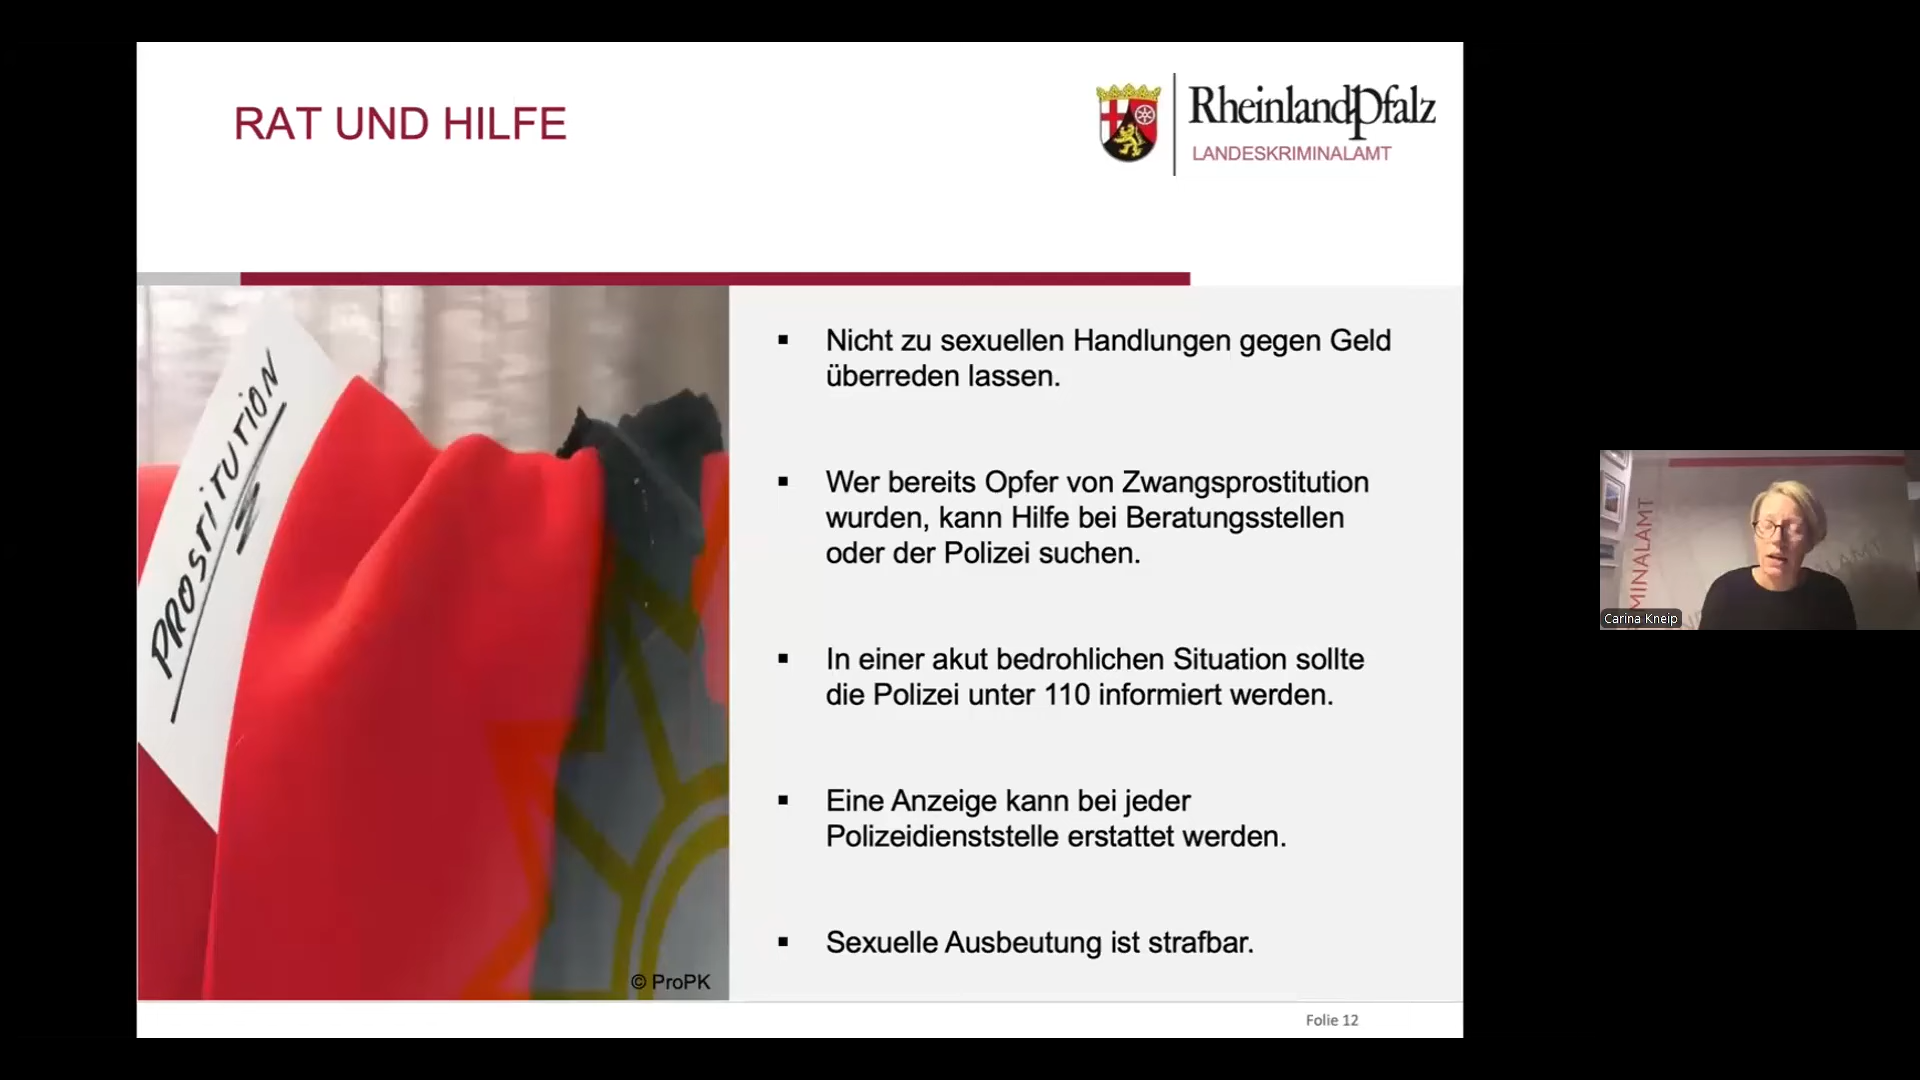 RAT UND HILFE
RheinlandPfalz
LANDESKRIMINALAMT
PROSTITUTION
▪ Nicht zu sexuellen Handlungen gegen Geld
überreden lassen.
▪ Wer bereits Opfer von Zwangsprostitution
wurden, kann Hilfe bei Beratungsstellen
oder der Polizei suchen.
▪ In einer akut bedrohlichen Situation sollte
die Polizei unter 110 informiert werden.
▪ Eine Anzeige kann bei jeder
Polizeidienststelle erstattet werden.
▪ Sexuelle Ausbeutung ist strafbar.
© ProPK
Folie 12
MINALAMT
Carina Kneip